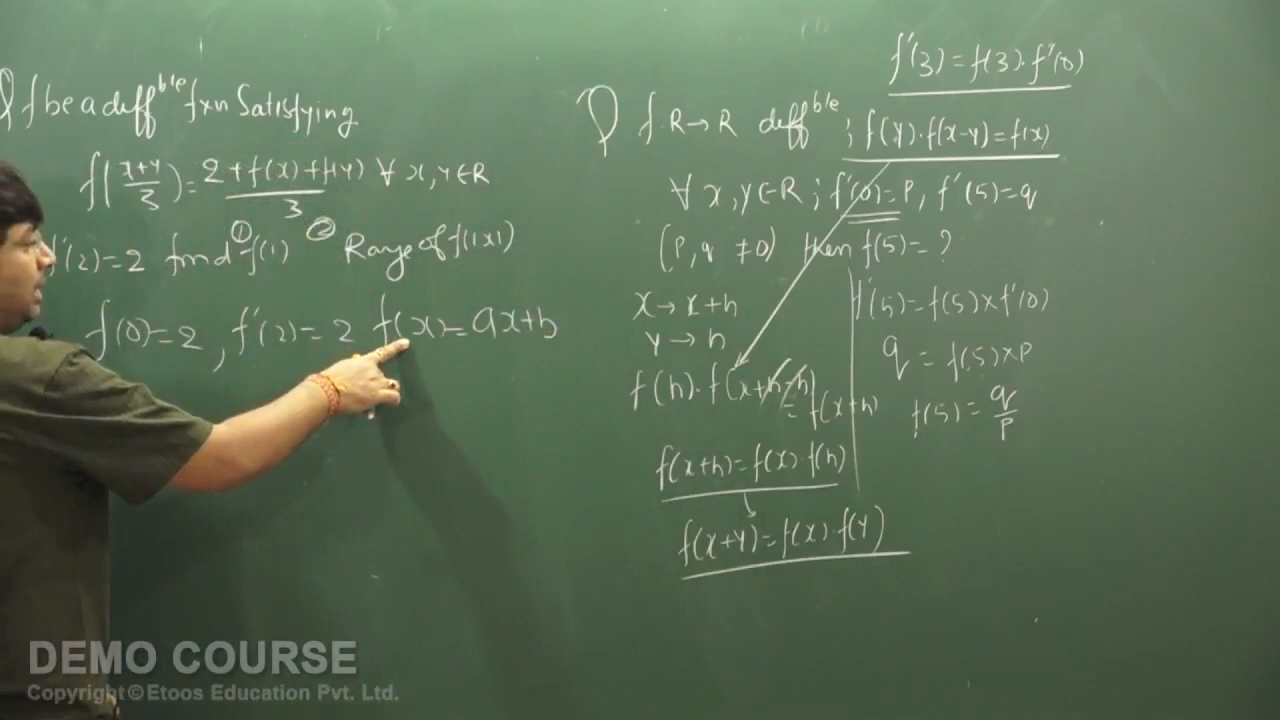 Q f be a diff^ble fxn Satisfying
f((x+y)/3) = (2+f(x)+f(y))/3 ∀ x,y∈R
f'(2)=2 find ① f(1) ② Range of f(|x|)
f(0)=2, f'(2)=2 f(x)=ax+b
f'(3)=f(3).f'(0)
Q f:R→R diff^ble ; f(y).f(x-y)=f(x)
∀ x,y∈R ; f'(0)=P, f'(5)=q
(P,q ≠0) then f(5)=?
x→x+h
y→h
f(h).f(x+h-h)
=f(x+h)
f(x+h)=f(x).f(h)
f(x+y)=f(x).f(y)
f'(5)=f(5)×f'(0)
q=f(5)×P
f(5)=q/P
DEMO COURSE
Copyright © Etoos Education Pvt. Ltd.